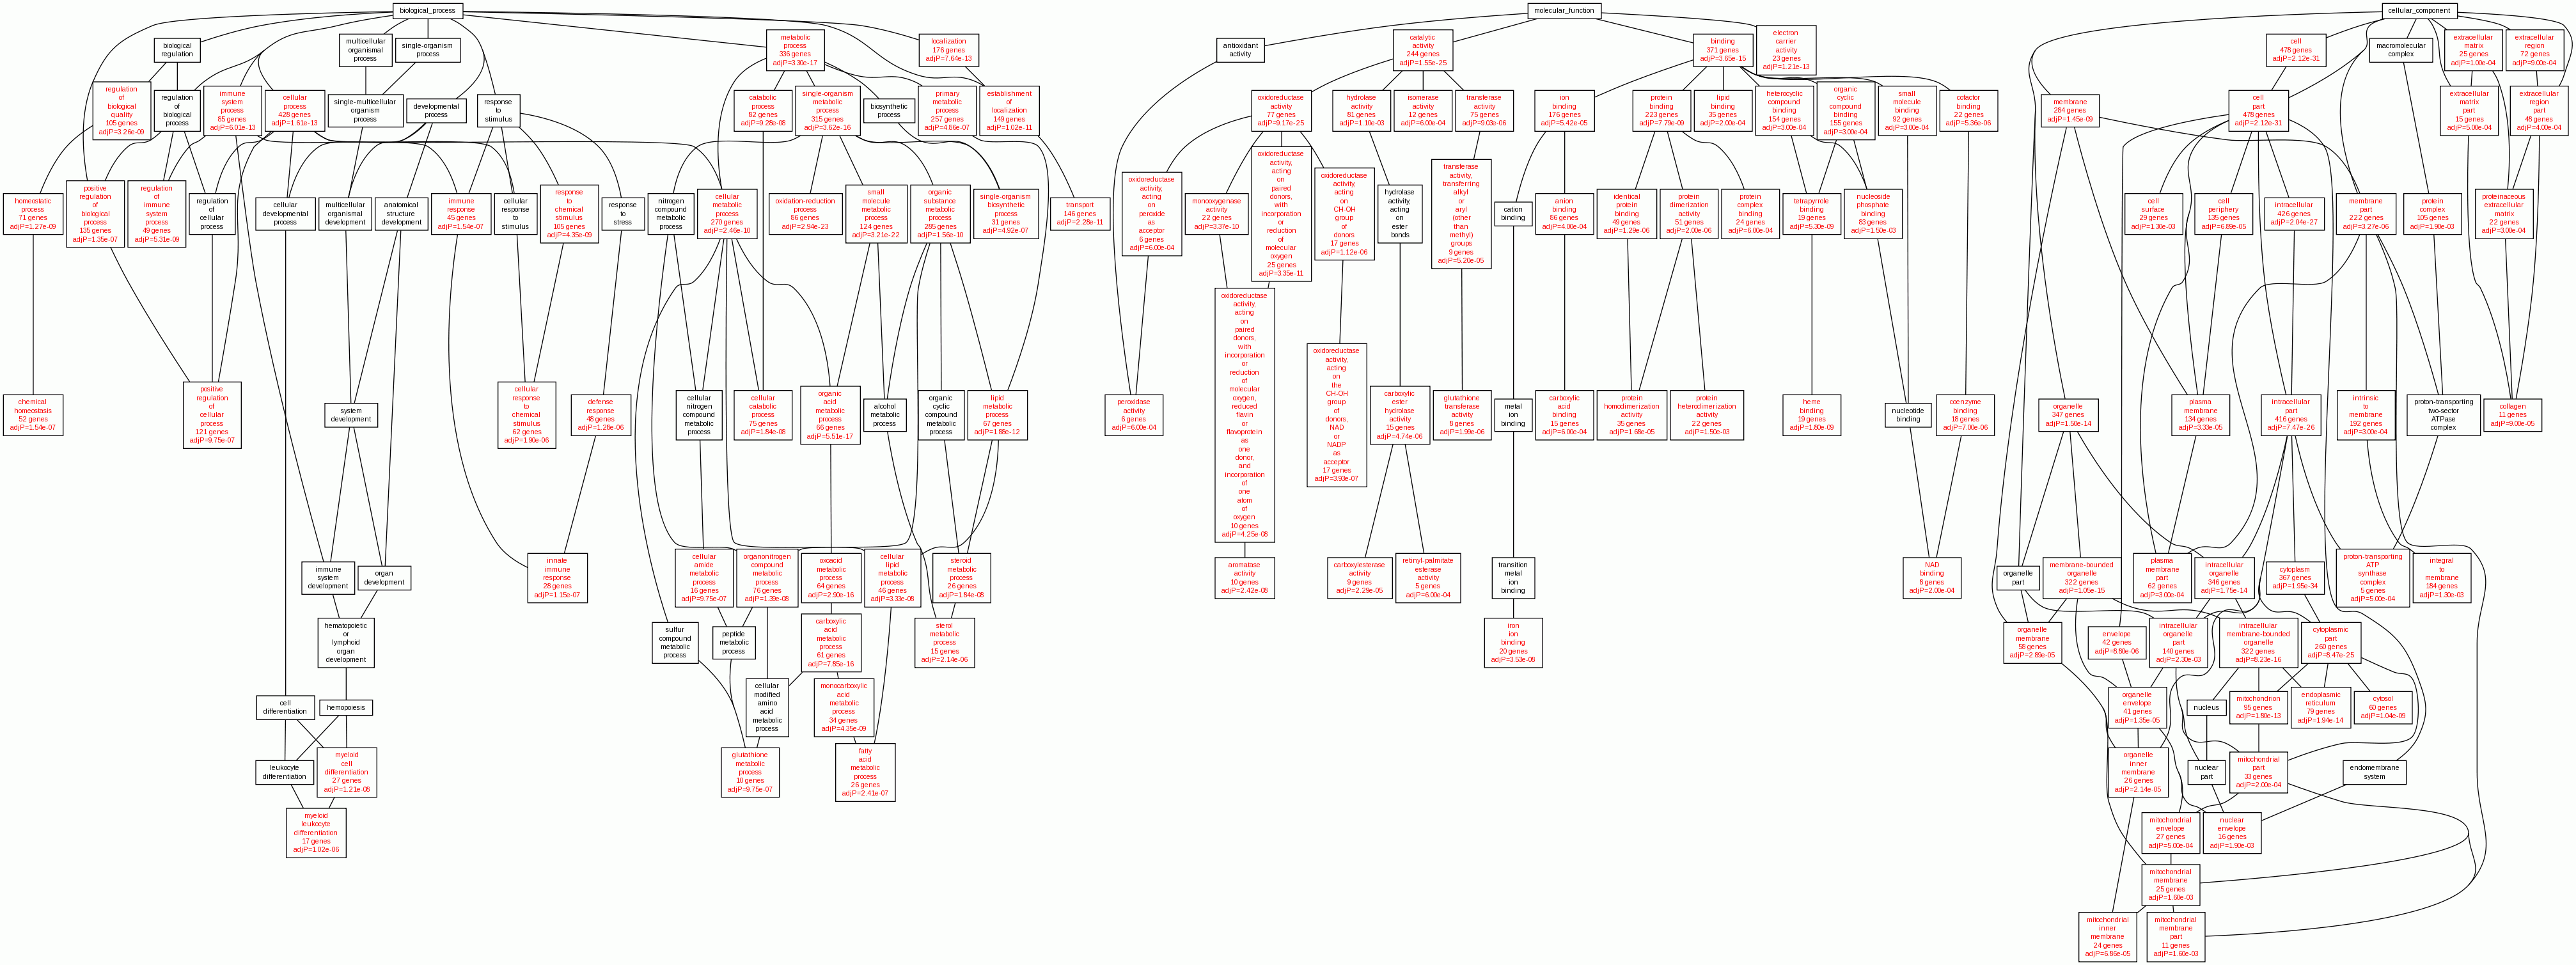 biological_process
molecular_function
cellular_component
biological
regulation
multicellular
organismal
process
single-organism
process
metabolic
process
336 genes
adjP=3.30e-17
localization
176 genes
adjP=7.64e-13
antioxidant
activity
catalytic
activity
244 genes
adjP=1.55e-25
binding
371 genes
adjP=3.65e-15
electron
carrier
activity
23 genes
adjP=1.21e-13
cell
478 genes
adjP=2.12e-31
macromolecular
complex
extracellular
matrix
25 genes
adjP=1.00e-04
extracellular
region
72 genes
adjP=9.00e-04
regulation
of
biological
quality
105 genes
adjP=3.26e-09
regulation
of
biological
process
immune
system
process
85 genes
adjP=6.01e-13
cellular
process
428 genes
adjP=1.61e-13
single-multicellular
organism
process
developmental
process
response
to
stimulus
catabolic
process
82 genes
adjP=9.28e-08
single-organism
metabolic
process
315 genes
adjP=3.62e-16
biosynthetic
process
primary
metabolic
process
257 genes
adjP=4.86e-07
establishment
of
localization
149 genes
adjP=1.02e-11
oxidoreductase
activity
77 genes
adjP=9.17e-25
hydrolase
activity
81 genes
adjP=1.10e-03
isomerase
activity
12 genes
adjP=6.00e-04
transferase
activity
75 genes
adjP=9.03e-06
ion
binding
176 genes
adjP=5.42e-05
protein
binding
223 genes
adjP=7.79e-09
lipid
binding
35 genes
adjP=2.00e-04
heterocyclic
compound
binding
154 genes
adjP=3.00e-04
organic
cyclic
compound
binding
155 genes
adjP=3.00e-04
small
molecule
binding
92 genes
adjP=3.00e-04
cofactor
binding
22 genes
adjP=5.36e-06
membrane
284 genes
adjP=1.45e-09
cell
part
478 genes
adjP=2.12e-31
extracellular
matrix
part
15 genes
adjP=5.00e-04
extracellular
region
part
48 genes
adjP=4.00e-04
homeostatic
process
71 genes
adjP=1.27e-09
positive
regulation
of
biological
process
135 genes
adjP=1.35e-07
regulation
of
immune
system
process
49 genes
adjP=5.31e-09
regulation
of
cellular
process
cellular
developmental
process
multicellular
organismal
development
anatomical
structure
development
immune
response
45 genes
adjP=1.54e-07
cellular
response
to
stimulus
response
to
chemical
stimulus
105 genes
adjP=4.35e-09
response
to
stress
nitrogen
compound
metabolic
process
cellular
metabolic
process
270 genes
adjP=2.46e-10
oxidation-reduction
process
86 genes
adjP=2.94e-23
small
molecule
metabolic
process
124 genes
adjP=3.21e-22
organic
substance
metabolic
process
285 genes
adjP=1.56e-10
single-organism
biosynthetic
process
31 genes
adjP=4.92e-07
transport
146 genes
adjP=2.28e-11
oxidoreductase
activity,
acting
on
peroxide
as
acceptor
6 genes
adjP=6.00e-04
monooxygenase
activity
22 genes
adjP=3.37e-10
oxidoreductase
activity,
acting
on
paired
donors,
with
incorporation
or
reduction
of
molecular
oxygen
25 genes
adjP=3.35e-11
oxidoreductase
activity,
acting
on
CH-OH
group
of
donors
17 genes
adjP=1.12e-06
hydrolase
activity,
acting
on
ester
bonds
transferase
activity,
transferring
alkyl
or
aryl
(other
than
methyl)
groups
9 genes
adjP=5.20e-05
cation
binding
anion
binding
86 genes
adjP=4.00e-04
identical
protein
binding
49 genes
adjP=1.29e-06
protein
dimerization
activity
51 genes
adjP=2.00e-06
protein
complex
binding
24 genes
adjP=6.00e-04
tetrapyrrole
binding
19 genes
adjP=5.30e-09
nucleoside
phosphate
binding
83 genes
adjP=1.50e-03
cell
surface
29 genes
adjP=1.30e-03
cell
periphery
135 genes
adjP=6.89e-05
intracellular
426 genes
adjP=2.04e-27
membrane
part
222 genes
adjP=3.27e-06
protein
complex
105 genes
adjP=1.90e-03
proteinaceous
extracellular
matrix
22 genes
adjP=3.00e-04
chemical
homeostasis
52 genes
adjP=1.54e-07
positive
regulation
of
cellular
process
121 genes
adjP=9.75e-07
system
development
cellular
response
to
chemical
stimulus
62 genes
adjP=1.90e-06
defense
response
48 genes
adjP=1.28e-06
cellular
nitrogen
compound
metabolic
process
cellular
catabolic
process
75 genes
adjP=1.84e-08
organic
acid
metabolic
process
66 genes
adjP=5.51e-17
alcohol
metabolic
process
organic
cyclic
compound
metabolic
process
lipid
metabolic
process
67 genes
adjP=1.88e-12
peroxidase
activity
6 genes
adjP=6.00e-04
oxidoreductase
activity,
acting
on
paired
donors,
with
incorporation
or
reduction
of
molecular
oxygen,
reduced
flavin
or
flavoprotein
as
one
donor,
and
incorporation
of
one
atom
of
oxygen
10 genes
adjP=4.25e-08
oxidoreductase
activity,
acting
on
the
CH-OH
group
of
donors,
NAD
or
NADP
as
acceptor
17 genes
adjP=3.93e-07
carboxylic
ester
hydrolase
activity
15 genes
adjP=4.74e-06
glutathione
transferase
activity
8 genes
adjP=1.99e-06
metal
ion
binding
carboxylic
acid
binding
15 genes
adjP=6.00e-04
protein
homodimerization
activity
35 genes
adjP=1.68e-05
protein
heterodimerization
activity
22 genes
adjP=1.50e-03
heme
binding
19 genes
adjP=1.80e-09
nucleotide
binding
coenzyme
binding
18 genes
adjP=7.00e-06
organelle
347 genes
adjP=1.50e-14
plasma
membrane
134 genes
adjP=3.33e-05
intracellular
part
416 genes
adjP=7.47e-26
intrinsic
to
membrane
192 genes
adjP=3.00e-04
proton-transporting
two-sector
ATPase
complex
collagen
11 genes
adjP=9.00e-05
immune
system
development
organ
development
innate
immune
response
28 genes
adjP=1.15e-07
cellular
amide
metabolic
process
16 genes
adjP=9.75e-07
organonitrogen
compound
metabolic
process
76 genes
adjP=1.39e-08
oxoacid
metabolic
process
64 genes
adjP=2.90e-16
cellular
lipid
metabolic
process
46 genes
adjP=3.33e-08
steroid
metabolic
process
26 genes
adjP=1.84e-08
aromatase
activity
10 genes
adjP=2.42e-08
carboxylesterase
activity
9 genes
adjP=2.29e-05
retinyl-palmitate
esterase
activity
5 genes
adjP=6.00e-04
transition
metal
ion
binding
NAD
binding
8 genes
adjP=2.00e-04
organelle
part
membrane-bounded
organelle
322 genes
adjP=1.05e-15
plasma
membrane
part
62 genes
adjP=3.00e-04
intracellular
organelle
346 genes
adjP=1.75e-14
cytoplasm
367 genes
adjP=1.95e-34
proton-transporting
ATP
synthase
complex
5 genes
adjP=5.00e-04
integral
to
membrane
184 genes
adjP=1.30e-03
hematopoietic
or
lymphoid
organ
development
sulfur
compound
metabolic
process
peptide
metabolic
process
carboxylic
acid
metabolic
process
61 genes
adjP=7.85e-16
sterol
metabolic
process
15 genes
adjP=2.14e-06
iron
ion
binding
20 genes
adjP=3.53e-08
organelle
membrane
58 genes
adjP=2.89e-05
envelope
42 genes
adjP=8.60e-06
intracellular
organelle
part
140 genes
adjP=2.30e-03
intracellular
membrane-bounded
organelle
322 genes
adjP=8.23e-16
cytoplasmic
part
260 genes
adjP=8.47e-25
cell
differentiation
hemopoiesis
cellular
modified
amino
acid
metabolic
process
monocarboxylic
acid
metabolic
process
34 genes
adjP=4.35e-09
organelle
envelope
41 genes
adjP=1.35e-05
nucleus
mitochondrion
95 genes
adjP=1.80e-13
endoplasmic
reticulum
79 genes
adjP=1.94e-14
cytosol
60 genes
adjP=1.04e-09
leukocyte
differentiation
myeloid
cell
differentiation
27 genes
adjP=1.21e-08
glutathione
metabolic
process
10 genes
adjP=9.75e-07
fatty
acid
metabolic
process
26 genes
adjP=2.41e-07
organelle
inner
membrane
26 genes
adjP=2.14e-05
nuclear
part
mitochondrial
part
33 genes
adjP=2.00e-04
endomembrane
system
myeloid
leukocyte
differentiation
17 genes
adjP=1.02e-06
mitochondrial
envelope
27 genes
adjP=5.00e-04
nuclear
envelope
16 genes
adjP=1.90e-03
mitochondrial
membrane
25 genes
adjP=1.60e-03
mitochondrial
inner
membrane
24 genes
adjP=6.86e-05
mitochondrial
membrane
part
11 genes
adjP=1.60e-03